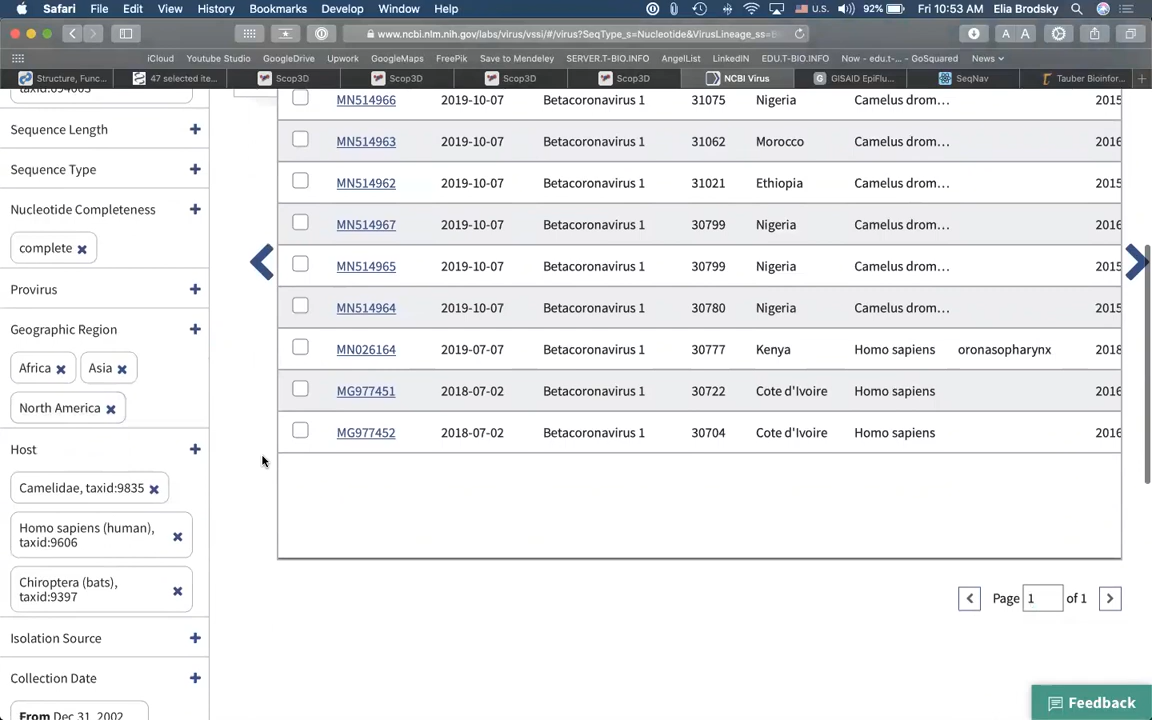 Safari File Edit View History Bookmarks Develop Window Help U.S. 92% Fri 10:53 AM Elia Brodsky
www.ncbi.nlm.nih.gov/labs/virus/vssi/#/virus?SeqType_s=Nucleotide&VirusLineage_ss=B
iCloud Youtube Studio GoogleDrive Upwork GoogleMaps FreePik Save to Mendeley SERVER.T-BIO.INFO AngelList LinkedIN EDU.T-BIO.INFO Now - edu.t-... - GoSquared News
Structure, Func... 47 selected ite... Scop3D Scop3D Scop3D Scop3D NCBI Virus GISAID EpiFlu... SeqNav Tauber Bioinfor...
taxid:694003
MN514966 2019-10-07 Betacoronavirus 1 31075 Nigeria Camelus drom... 2015
Sequence Length +
MN514963 2019-10-07 Betacoronavirus 1 31062 Morocco Camelus drom... 2016
Sequence Type +
MN514962 2019-10-07 Betacoronavirus 1 31021 Ethiopia Camelus drom... 2015
Nucleotide Completeness +
MN514967 2019-10-07 Betacoronavirus 1 30799 Nigeria Camelus drom... 2016
complete ×
MN514965 2019-10-07 Betacoronavirus 1 30799 Nigeria Camelus drom... 2015
Provirus +
MN514964 2019-10-07 Betacoronavirus 1 30780 Nigeria Camelus drom... 2015
Geographic Region +
MN026164 2019-07-07 Betacoronavirus 1 30777 Kenya Homo sapiens oronasopharynx 2018
Africa × Asia ×
MG977451 2018-07-02 Betacoronavirus 1 30722 Cote d'Ivoire Homo sapiens 2016
North America ×
MG977452 2018-07-02 Betacoronavirus 1 30704 Cote d'Ivoire Homo sapiens 2016
Host +
Camelidae, taxid:9835 ×
Homo sapiens (human),
taxid:9606 ×
Chiroptera (bats),
taxid:9397 ×
Page 1 of 1
Isolation Source +
Collection Date +
From Dec 31, 2002
Feedback